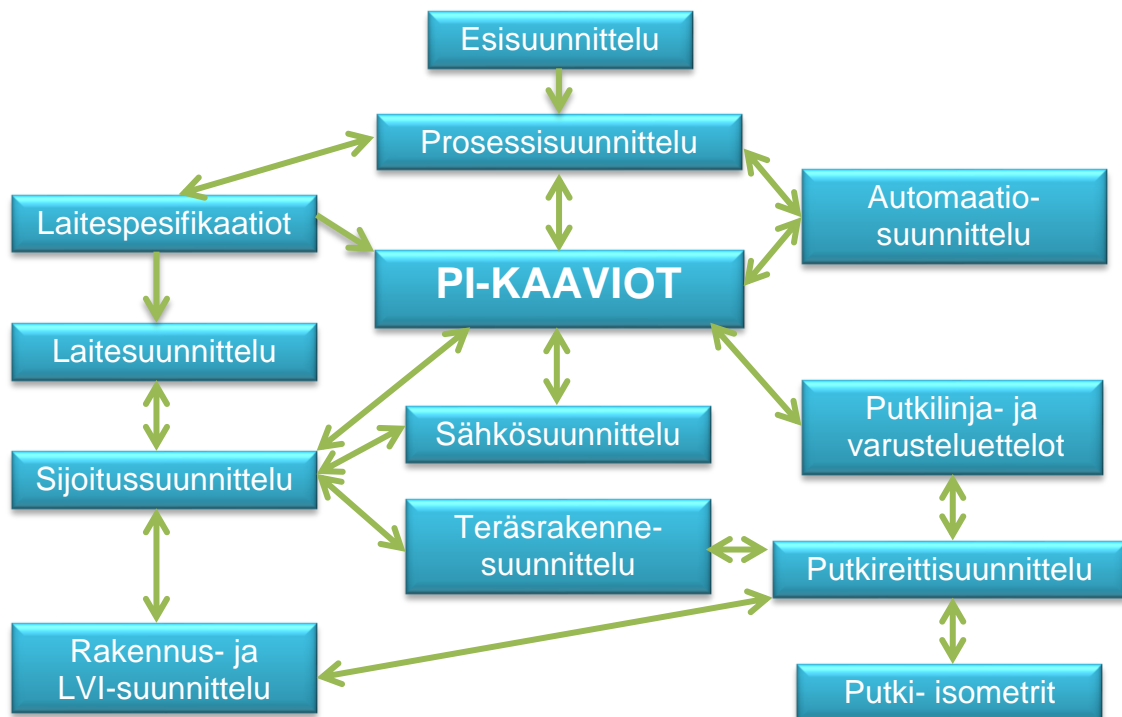 Esisuunnittelu
Prosessisuunnittelu
Automaatio-
suunnittelu
Laitespesifikaatiot
PI-KAAVIOT
Laitesuunnittelu
Putkilinja- ja
varusteluettelot
Sähkösuunnittelu
Sijoitussuunnittelu
Teräsrakenne-
suunnittelu
Putkireittisuunnittelu
Rakennus- ja
LVI-suunnittelu
Putki- isometrit